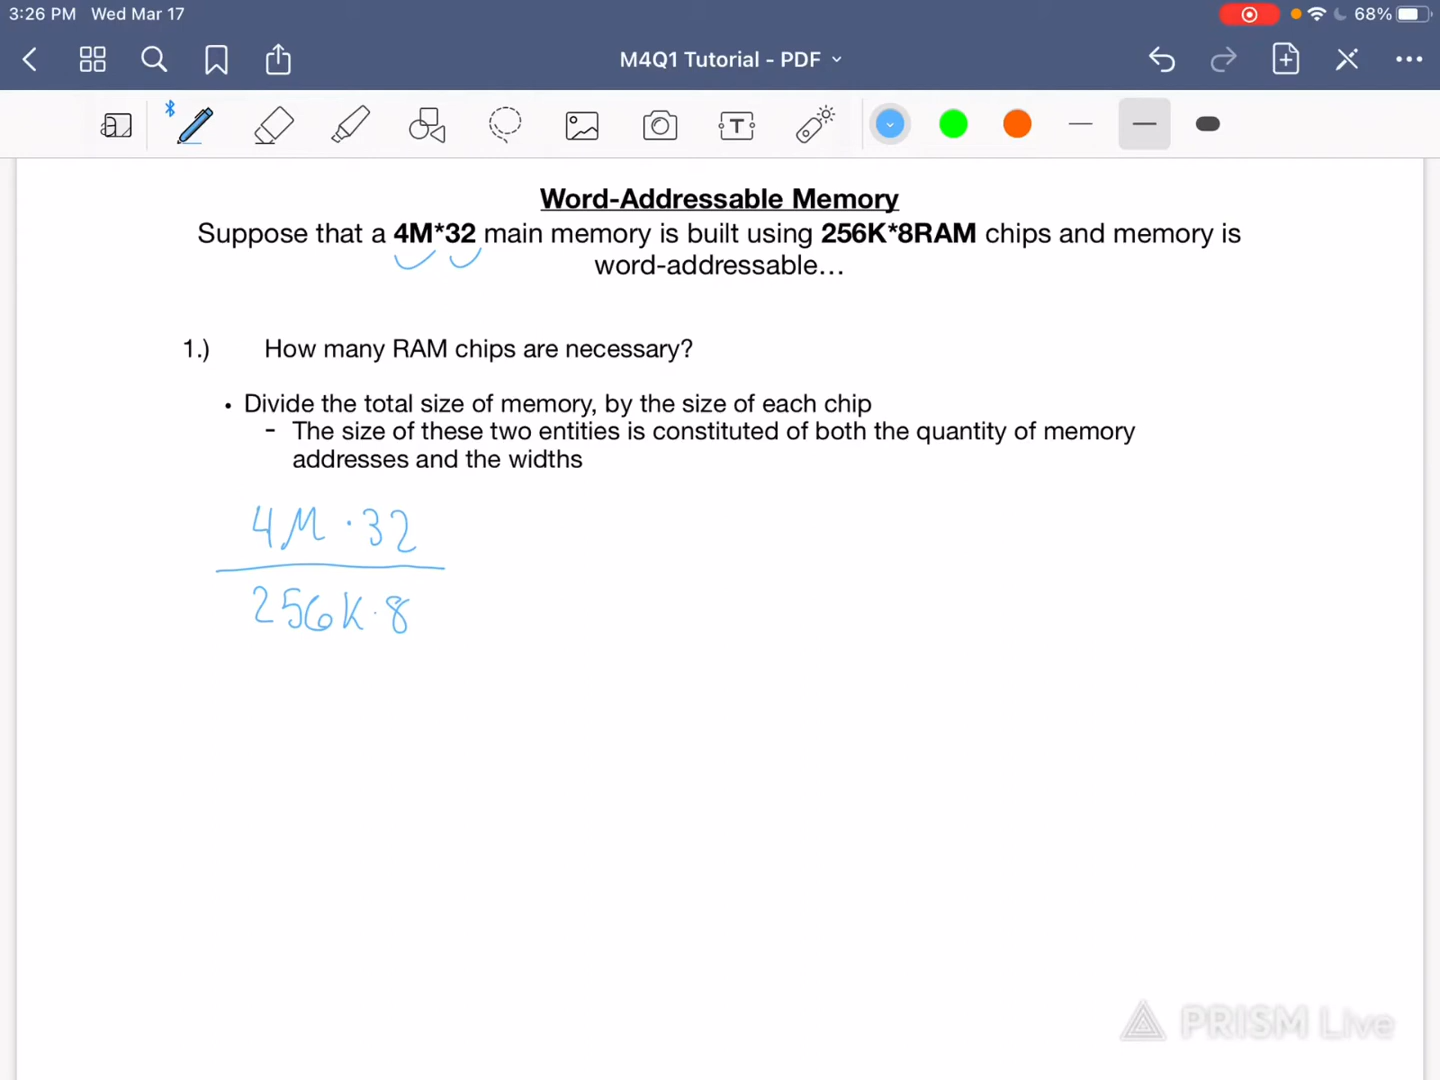 3:26 PM Wed Mar 17 68%
M4Q1 Tutorial - PDF
T
Word-Addressable Memory
Suppose that a 4M*32 main memory is built using 256K*8RAM chips and memory is
word-addressable...
1.) How many RAM chips are necessary?
• Divide the total size of memory, by the size of each chip
- The size of these two entities is constituted of both the quantity of memory
addresses and the widths
4M · 32
256K · 8
PRISM Live